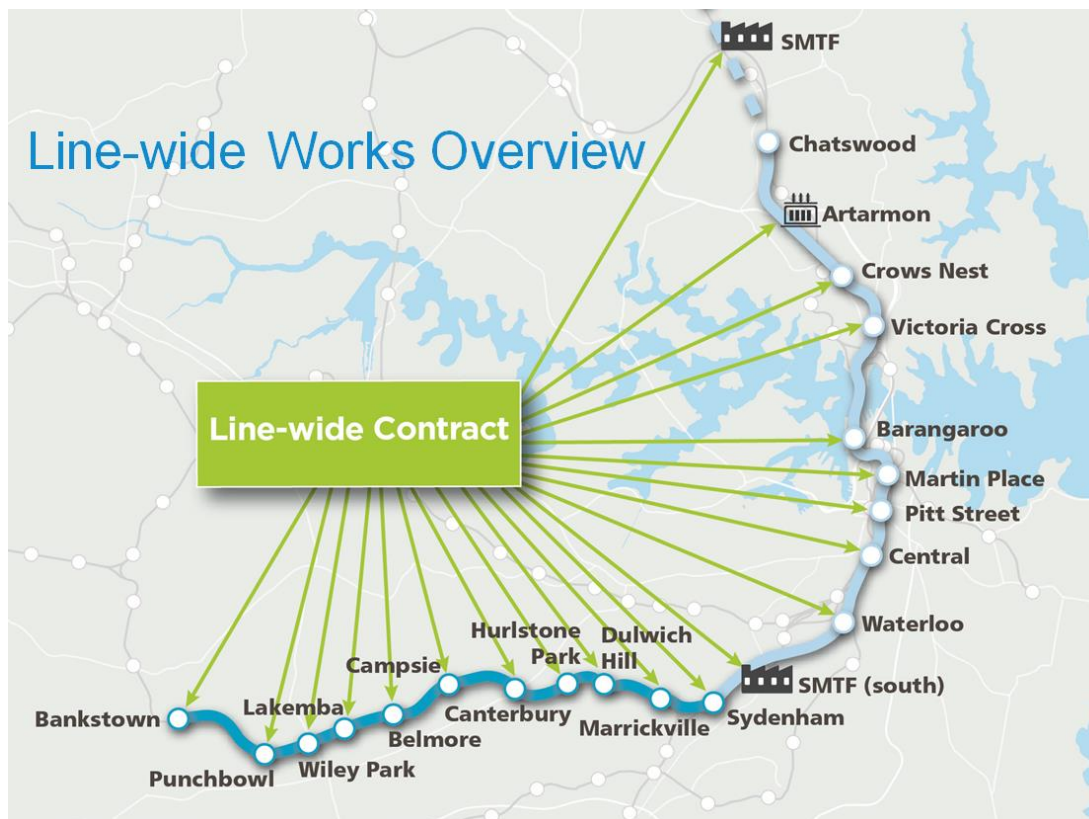 SMTF
Chatswood
Line-wide Works Overview
Artarmon
Crows Nest
Victoria Cross
Line-wide Contract
Barangaroo
Martin Place
Pitt Street
Central
Waterloo
Hurlstone
Park
Dulwich
Hill
Campsie
SMTF (south)
Lakemba
Bankstown
Canterbury
Sydenham
Marrickville
Belmore
Wiley Park
Punchbowl